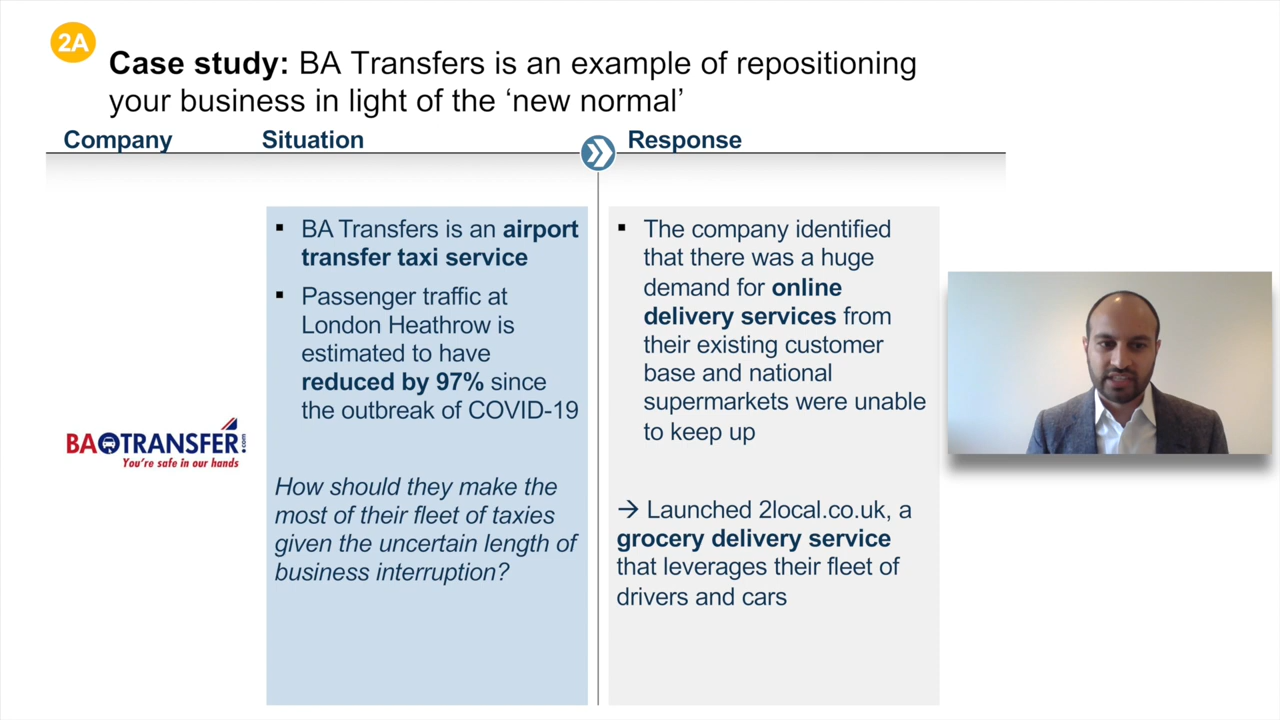 2A
Case study: BA Transfers is an example of repositioning
your business in light of the ‘new normal’
Company
Situation
Response
BATRANSFER.com
You're safe in our hands
▪ BA Transfers is an airport
transfer taxi service
▪ Passenger traffic at
London Heathrow is
estimated to have
reduced by 97% since
the outbreak of COVID-19
How should they make the
most of their fleet of taxies
given the uncertain length of
business interruption?
▪ The company identified
that there was a huge
demand for online
delivery services from
their existing customer
base and national
supermarkets were unable
to keep up
→ Launched 2local.co.uk, a
grocery delivery service
that leverages their fleet of
drivers and cars